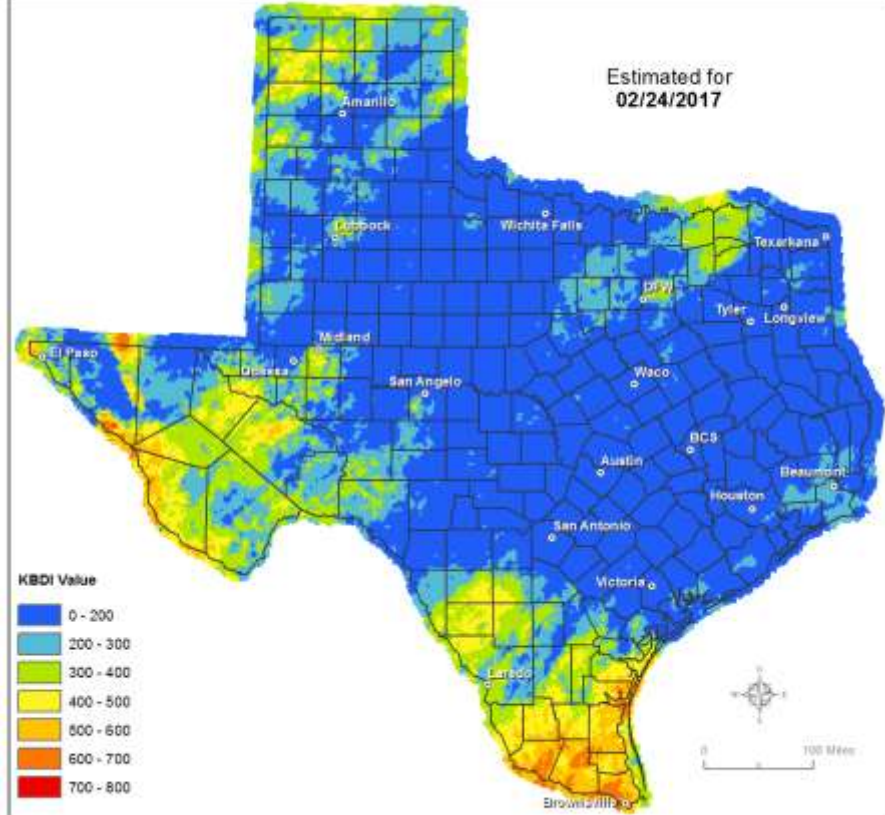 Estimated for
02/24/2017
Amarillo
Lubbock
Wichita Falls
Texarkana
DFW
Tyler
Longview
El Paso
Midland
Odessa
San Angelo
Waco
BCS
Austin
Beaumont
Houston
San Antonio
Victoria
KBDI Value
0 - 200
200 - 300
300 - 400
400 - 500
500 - 600
600 - 700
700 - 800
Laredo
Brownsville
0 100 Miles